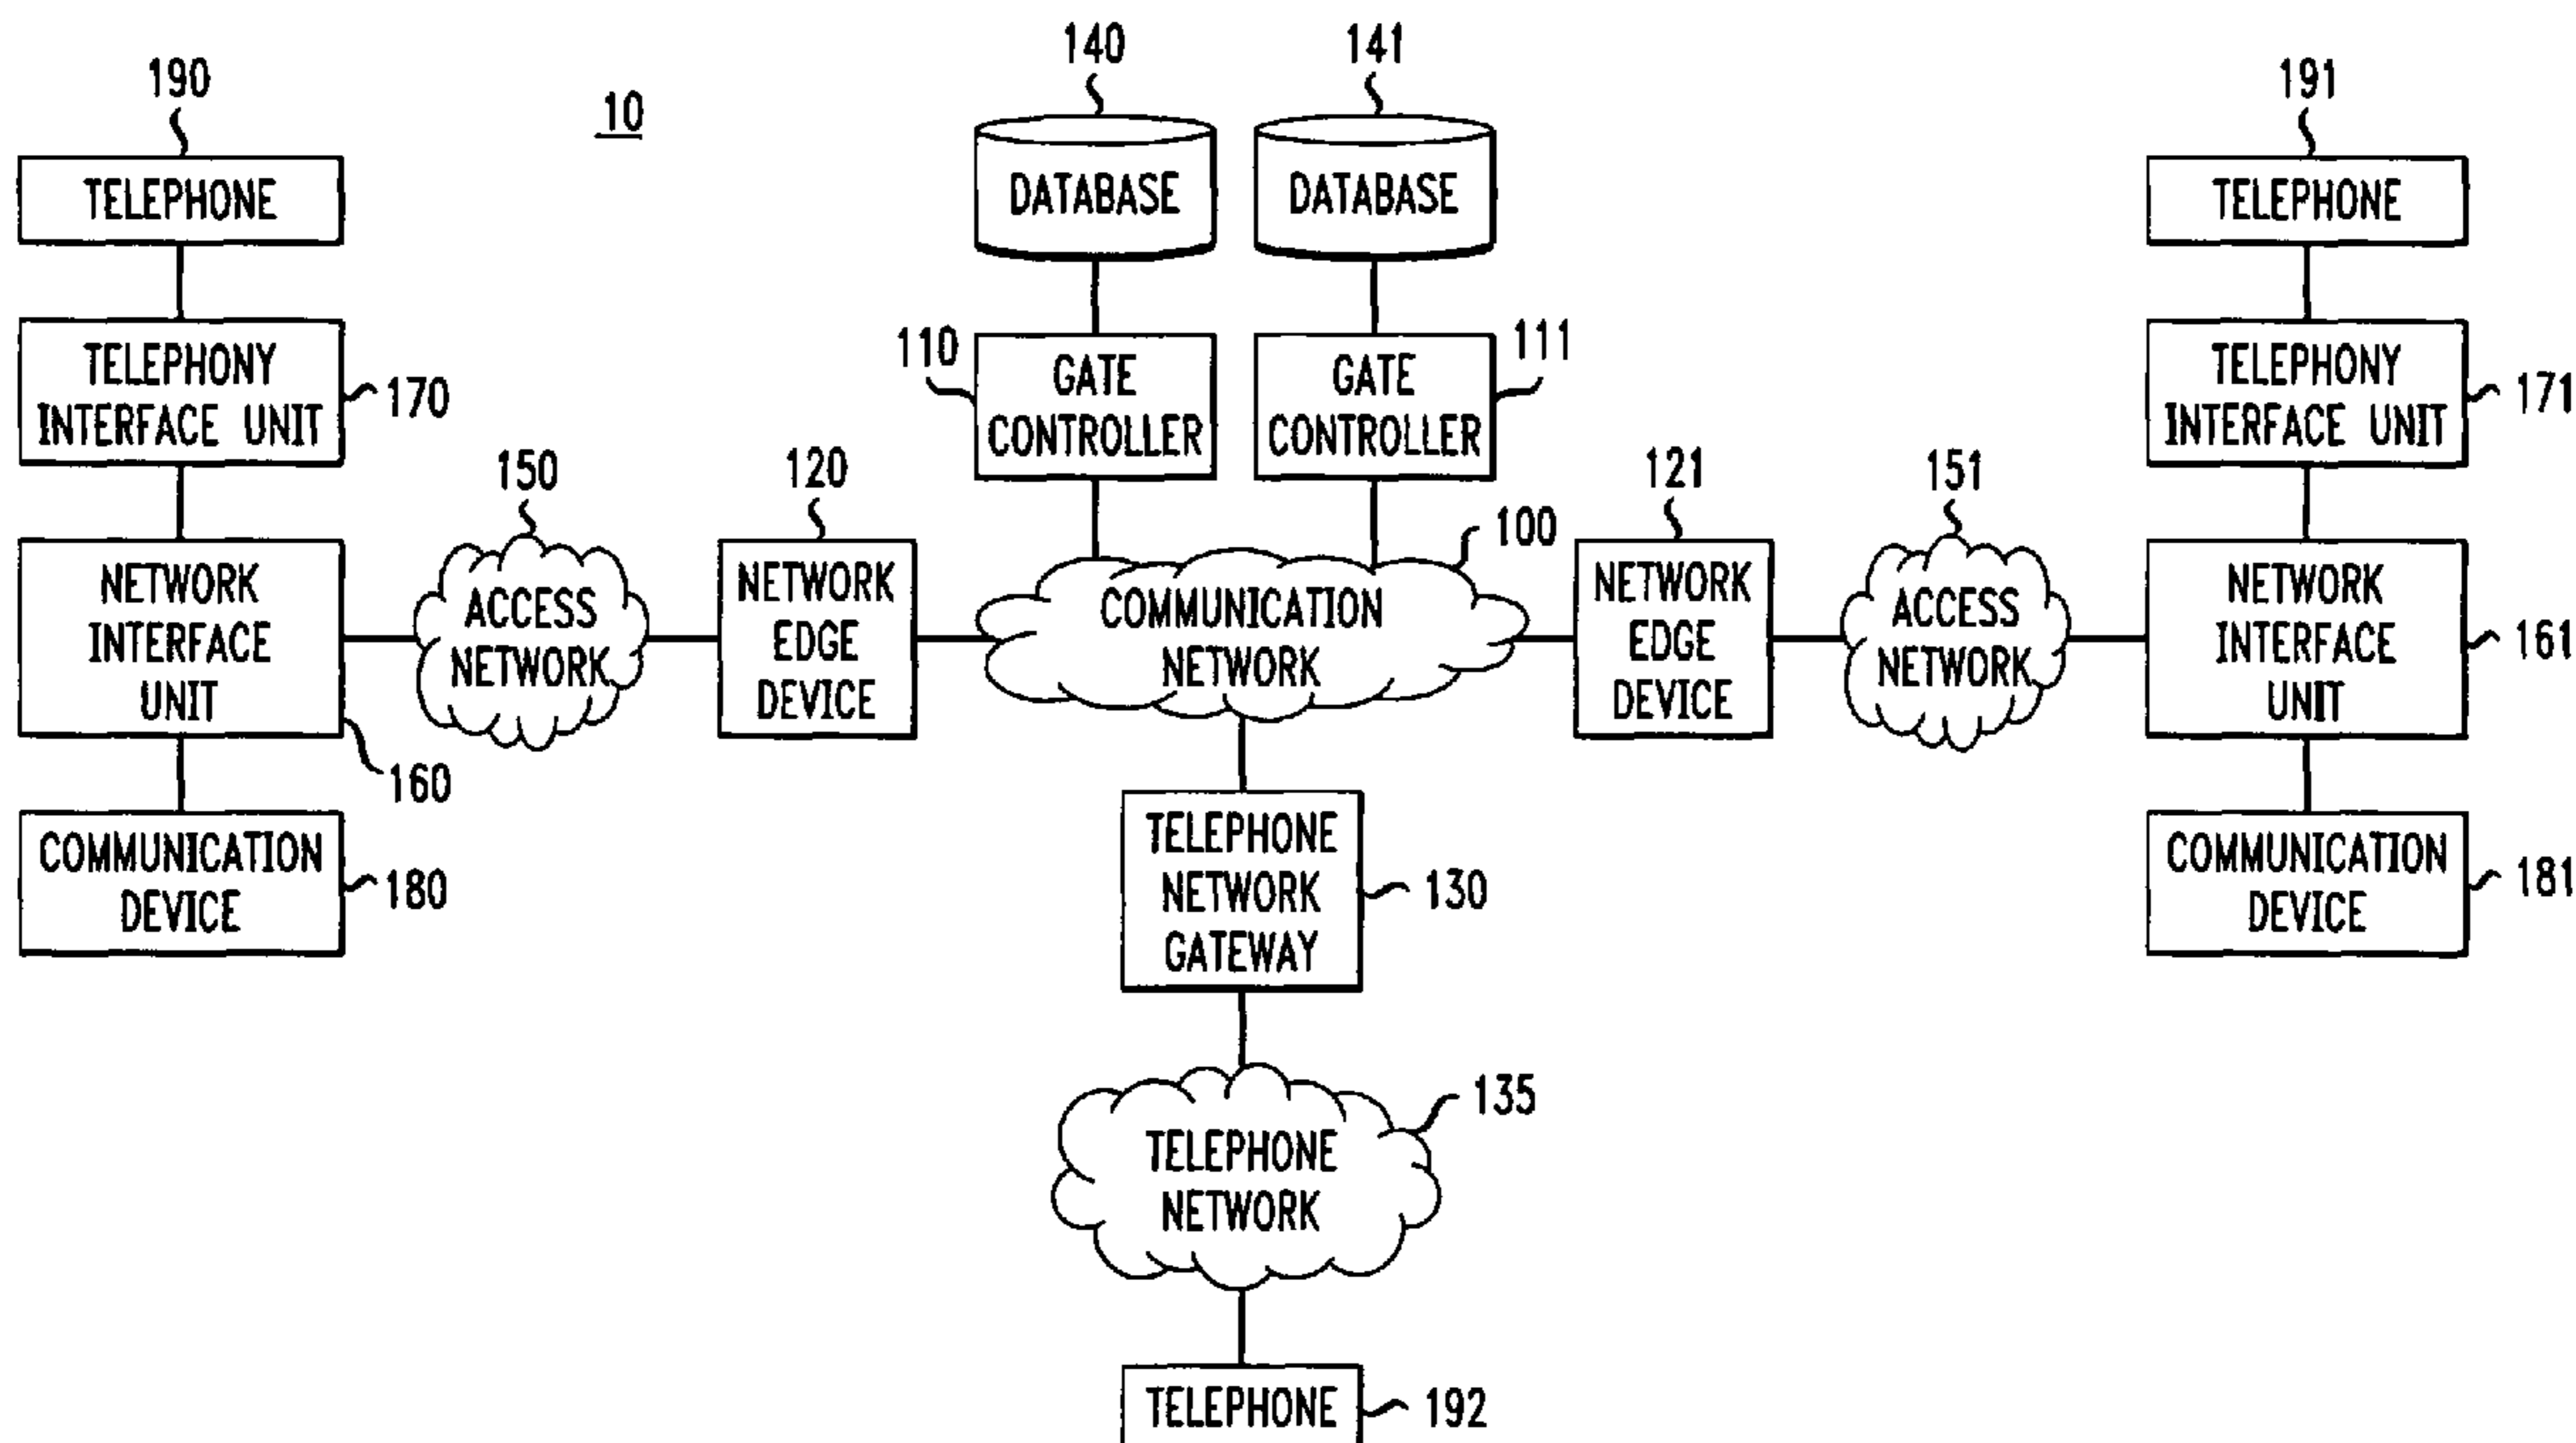 140
141
190
191
10
TELEPHONE
DATABASE
DATABASE
TELEPHONE
TELEPHONY
INTERFACE UNIT
170
110
GATE
CONTROLLER
GATE
CONTROLLER
111
TELEPHONY
INTERFACE UNIT
171
150
120
121
151
100
NETWORK
INTERFACE
UNIT
160
ACCESS
NETWORK
NETWORK
EDGE
DEVICE
COMMUNICATION
NETWORK
NETWORK
EDGE
DEVICE
ACCESS
NETWORK
NETWORK
INTERFACE
UNIT
161
COMMUNICATION
DEVICE
180
TELEPHONE
NETWORK
GATEWAY
130
COMMUNICATION
DEVICE
181
TELEPHONE
NETWORK
135
TELEPHONE
192